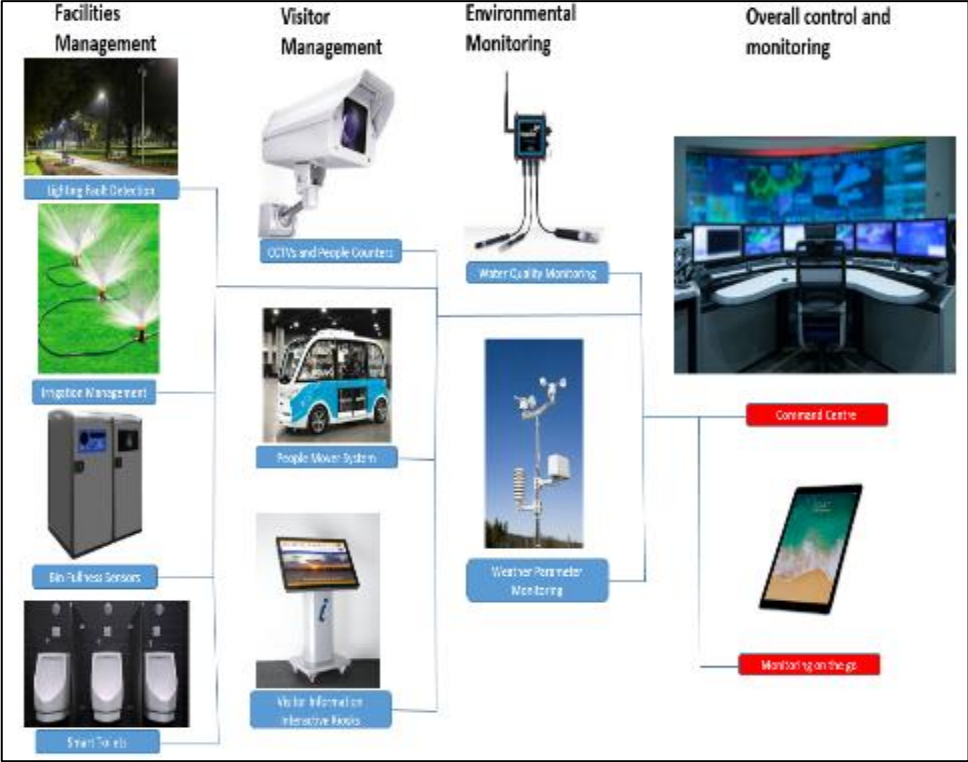 Facilities
Management
Visitor
Management
Environmental
Monitoring
Overall control and
monitoring
Lighting Fault Detection
Irrigation Management
Bin Fullness Sensors
Smart Toilets
CCTVs and People Counters
People Mover System
Visitor Information
Interactive Kiosks
Water Quality Monitoring
Weather Parameter
Monitoring
Command Centre
Monitoring on the go